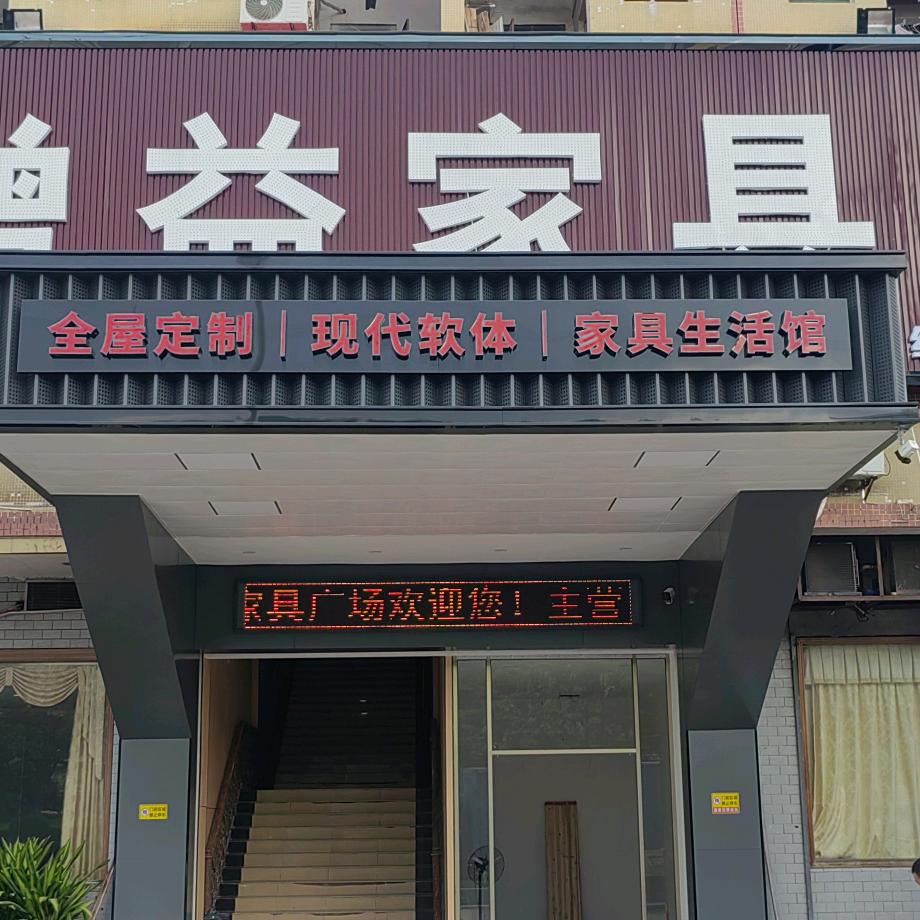 益家具
全屋定制 | 现代软体 | 家具生活馆
家具广场欢迎您！主营